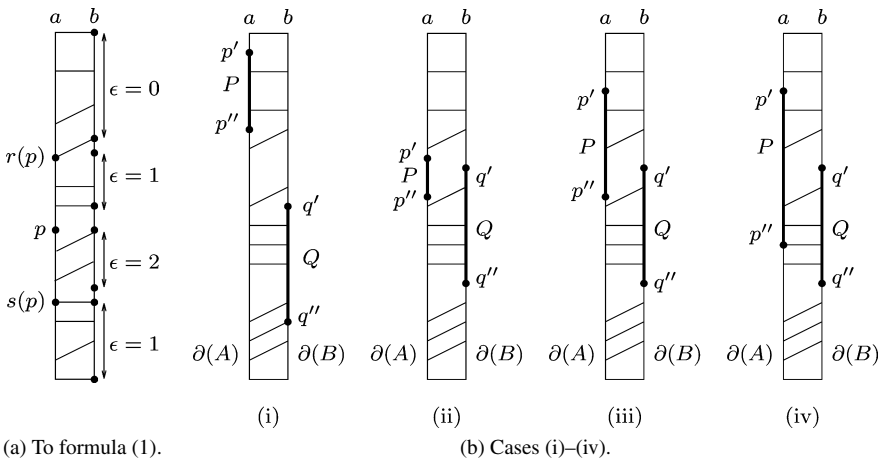 a b a b a b a b a b
p′ P p″ q′ Q q″ ∂(A) ∂(B)
ϵ = 0
r(p)
ϵ = 1
p
ϵ = 2
s(p)
ϵ = 1
p′ P p″ q′ Q q″ ∂(A) ∂(B)
p′ P p″ q′ Q q″ ∂(A) ∂(B)
p′ P p″ q′ Q q″ ∂(A) ∂(B)
(i) (ii) (iii) (iv)
(a) To formula (1). (b) Cases (i)–(iv).